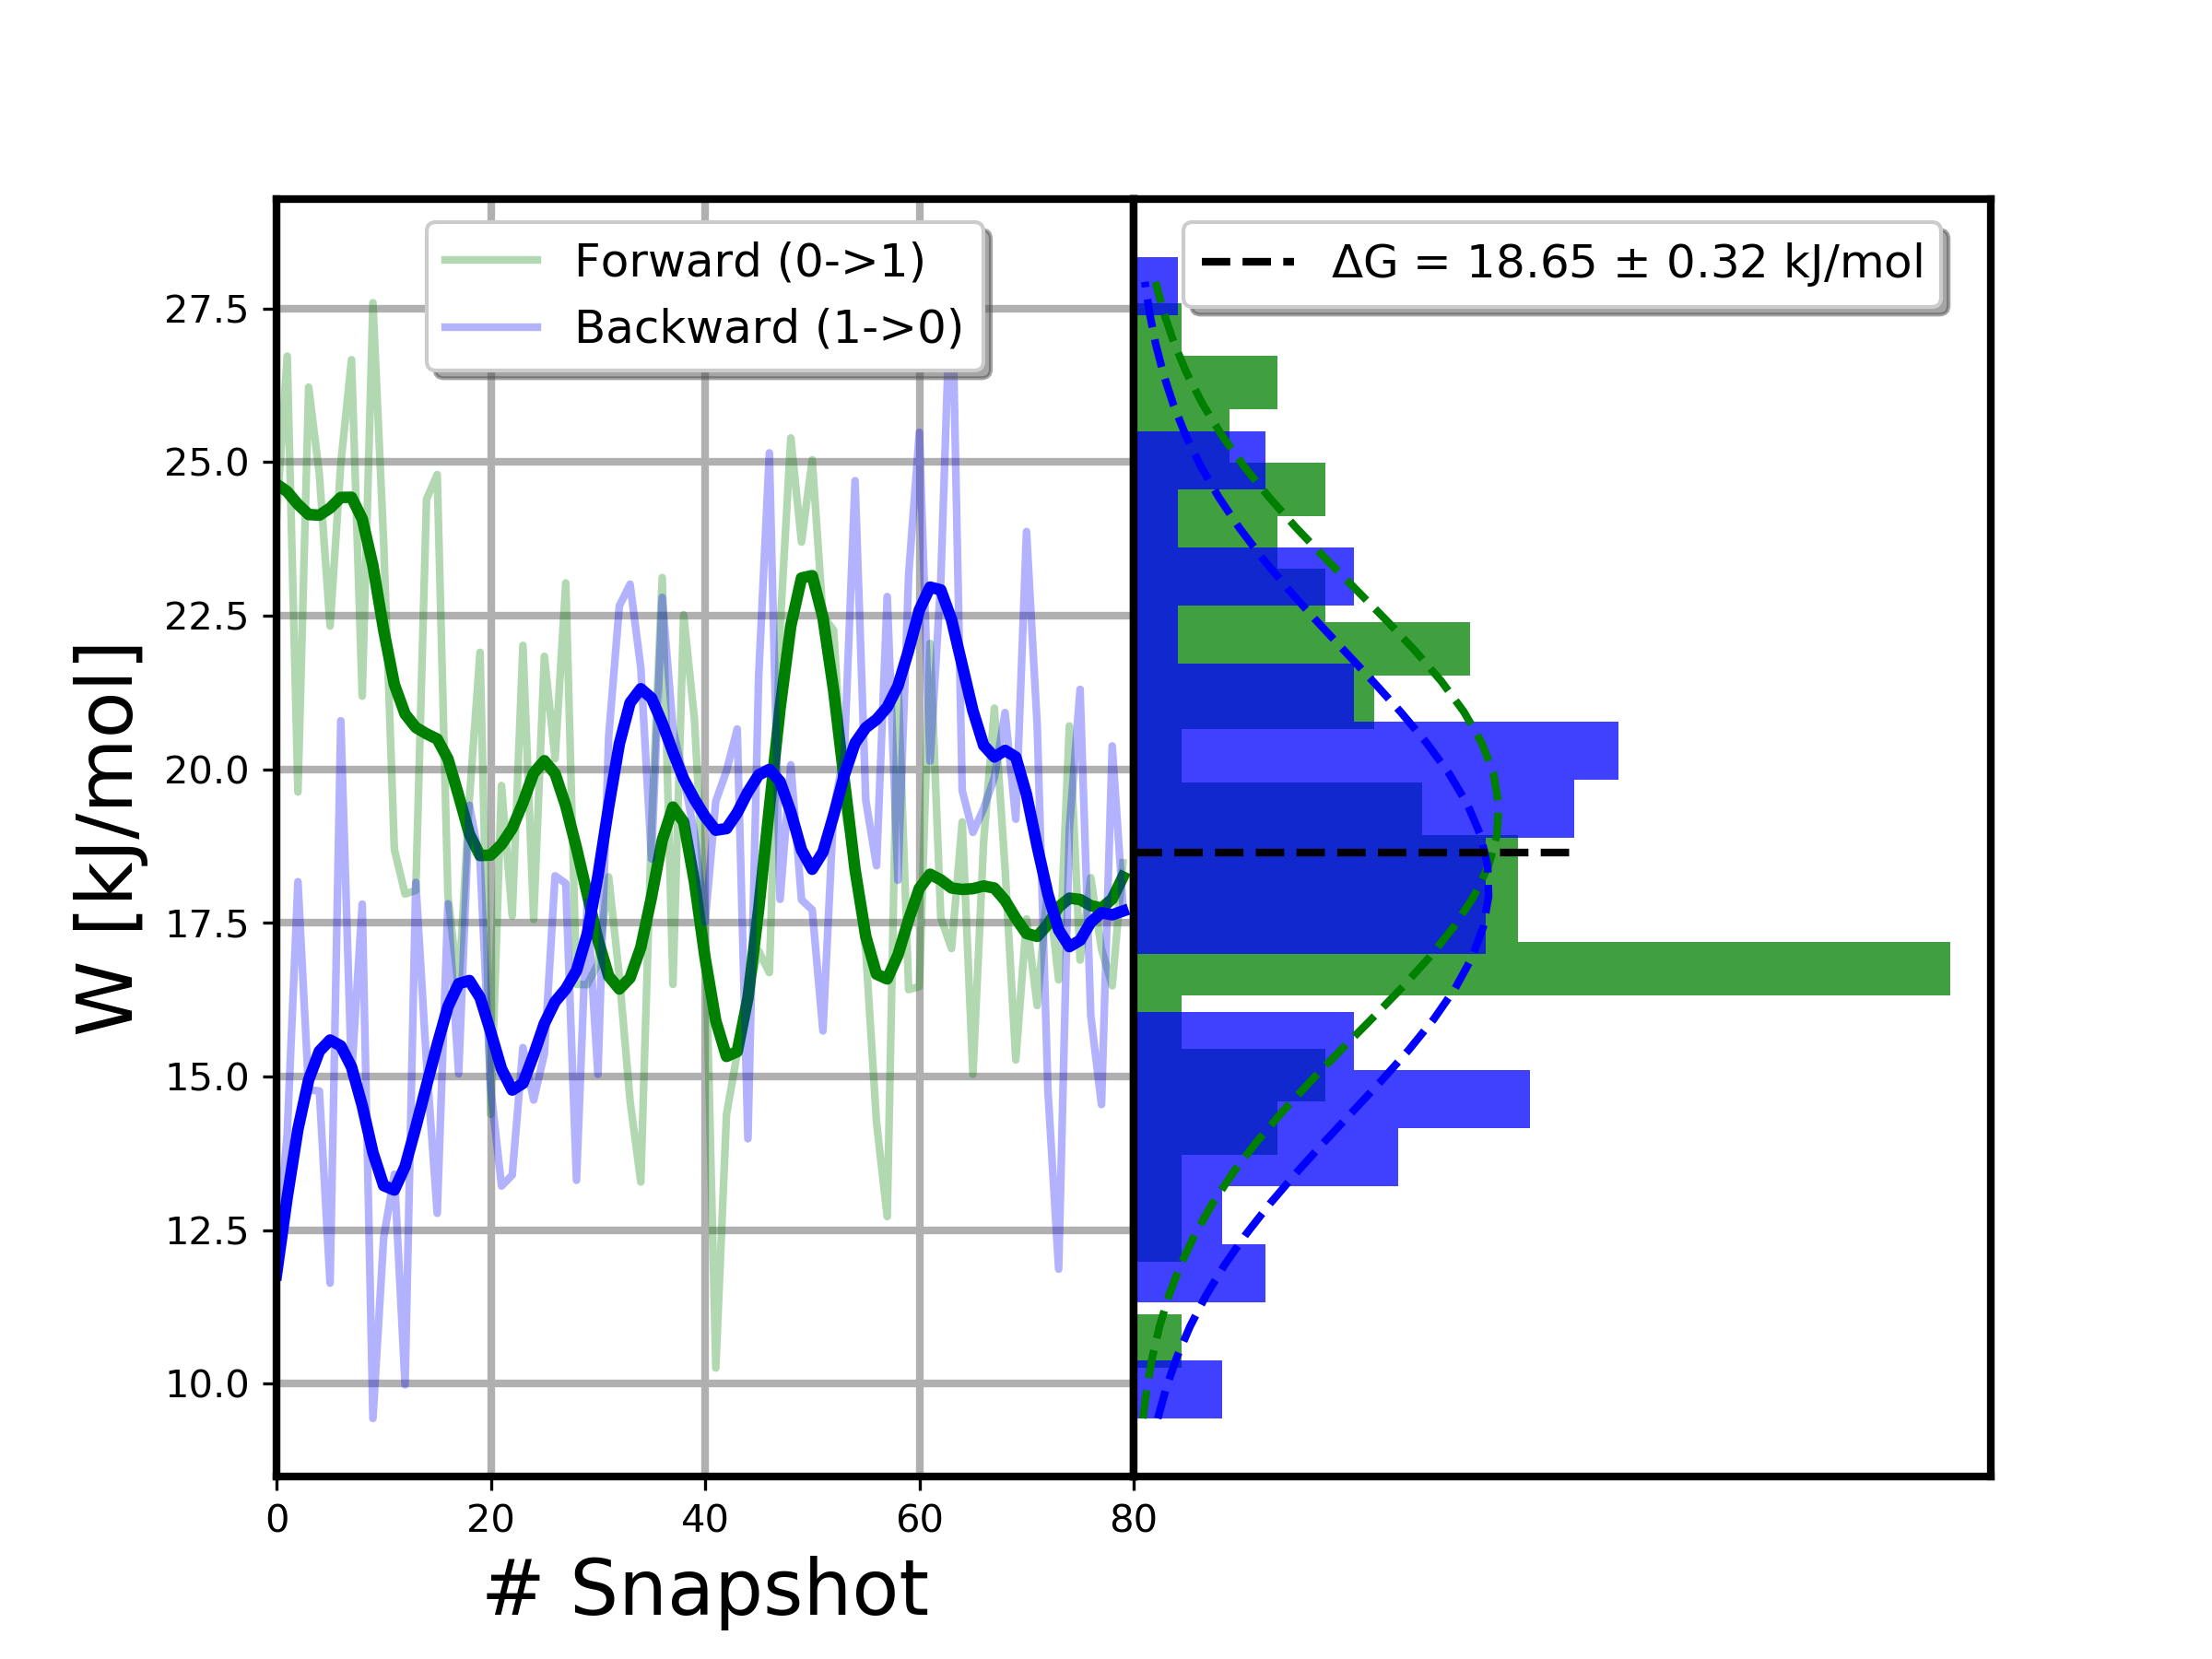 Forward (0->1)
Backward (1->0)
ΔG = 18.65 ± 0.32 kJ/mol
W [kJ/mol]
27.5
25.0
22.5
20.0
17.5
15.0
12.5
10.0
0 20 40 60 80
# Snapshot